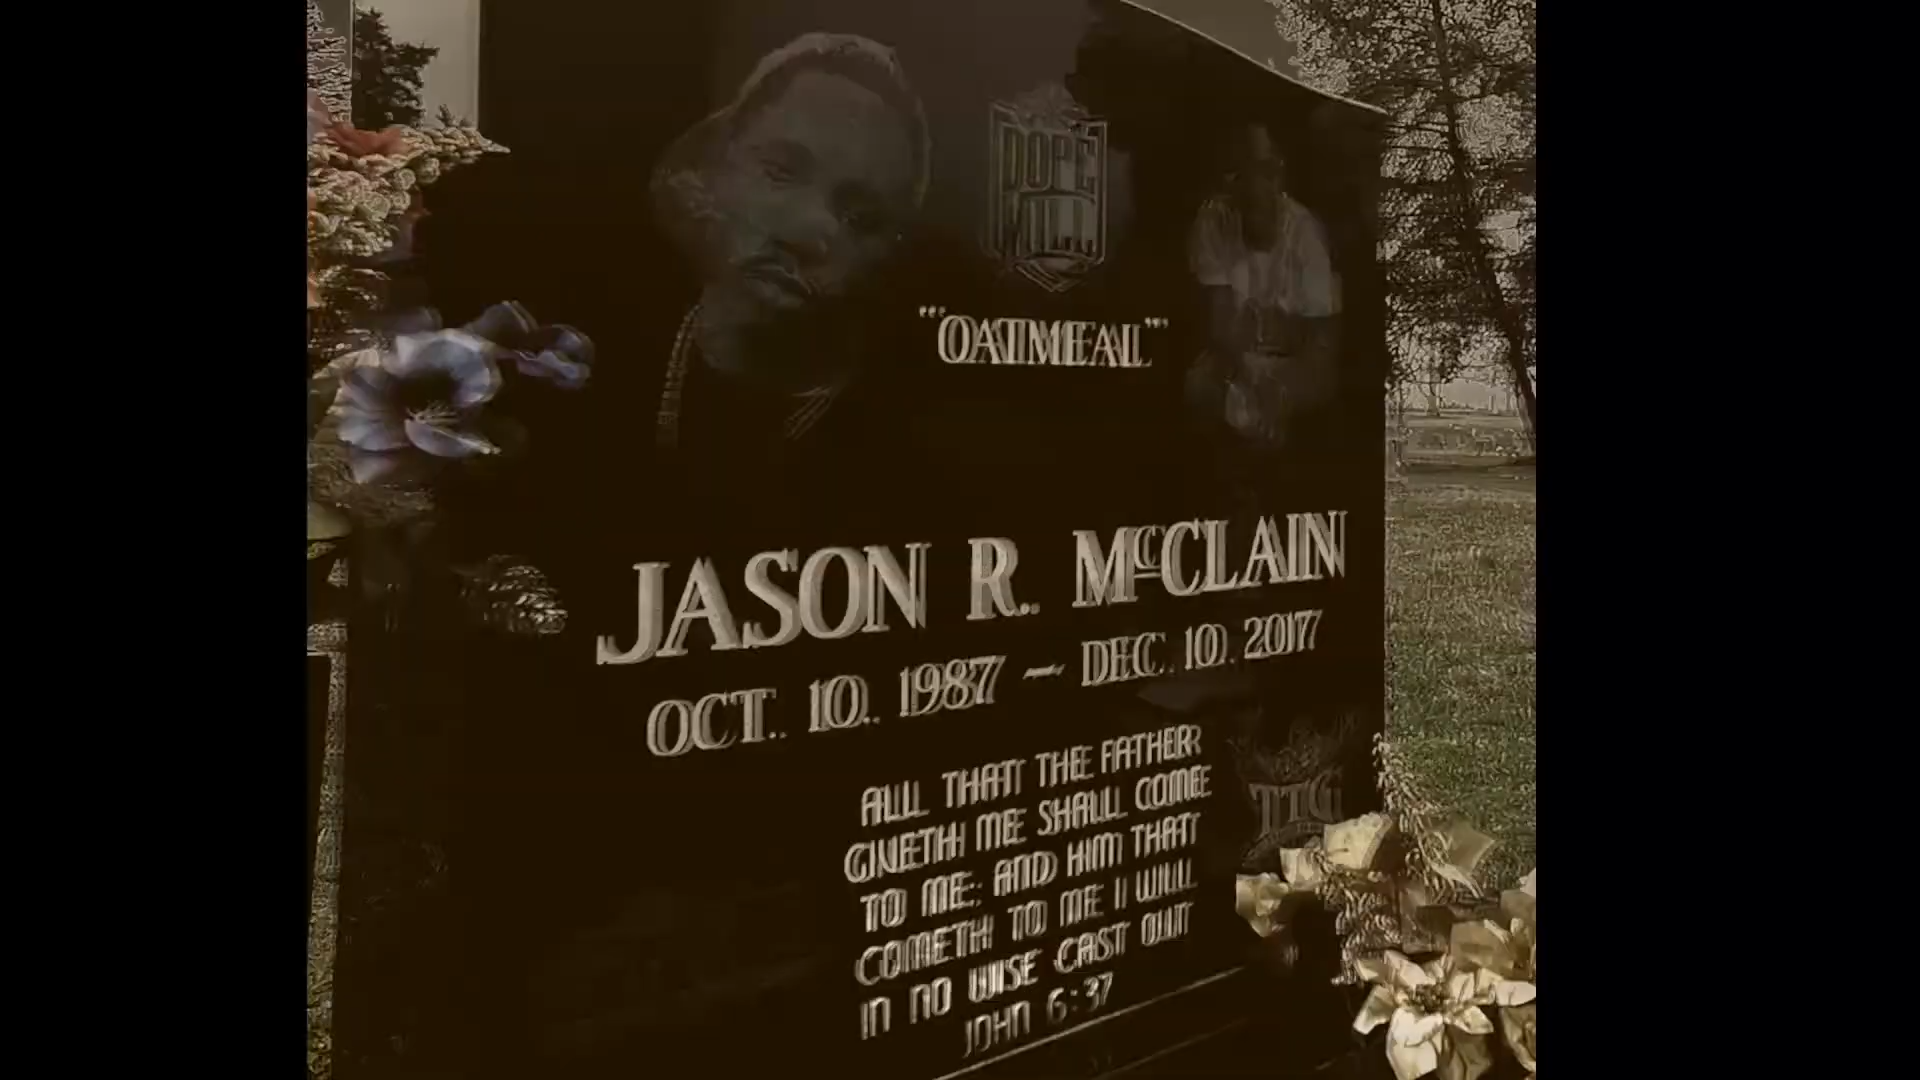 DOPE
"OATMEAL"
JASON R. McCLAIN
OCT. 10. 1987 – DEC. 10. 2017
ALL THAT THE FATHER
GIVETH ME SHALL COME
TO ME; AND HIM THAT
COMETH TO ME I WILL
IN NO WISE CAST OUT
JOHN 6:37
TTG